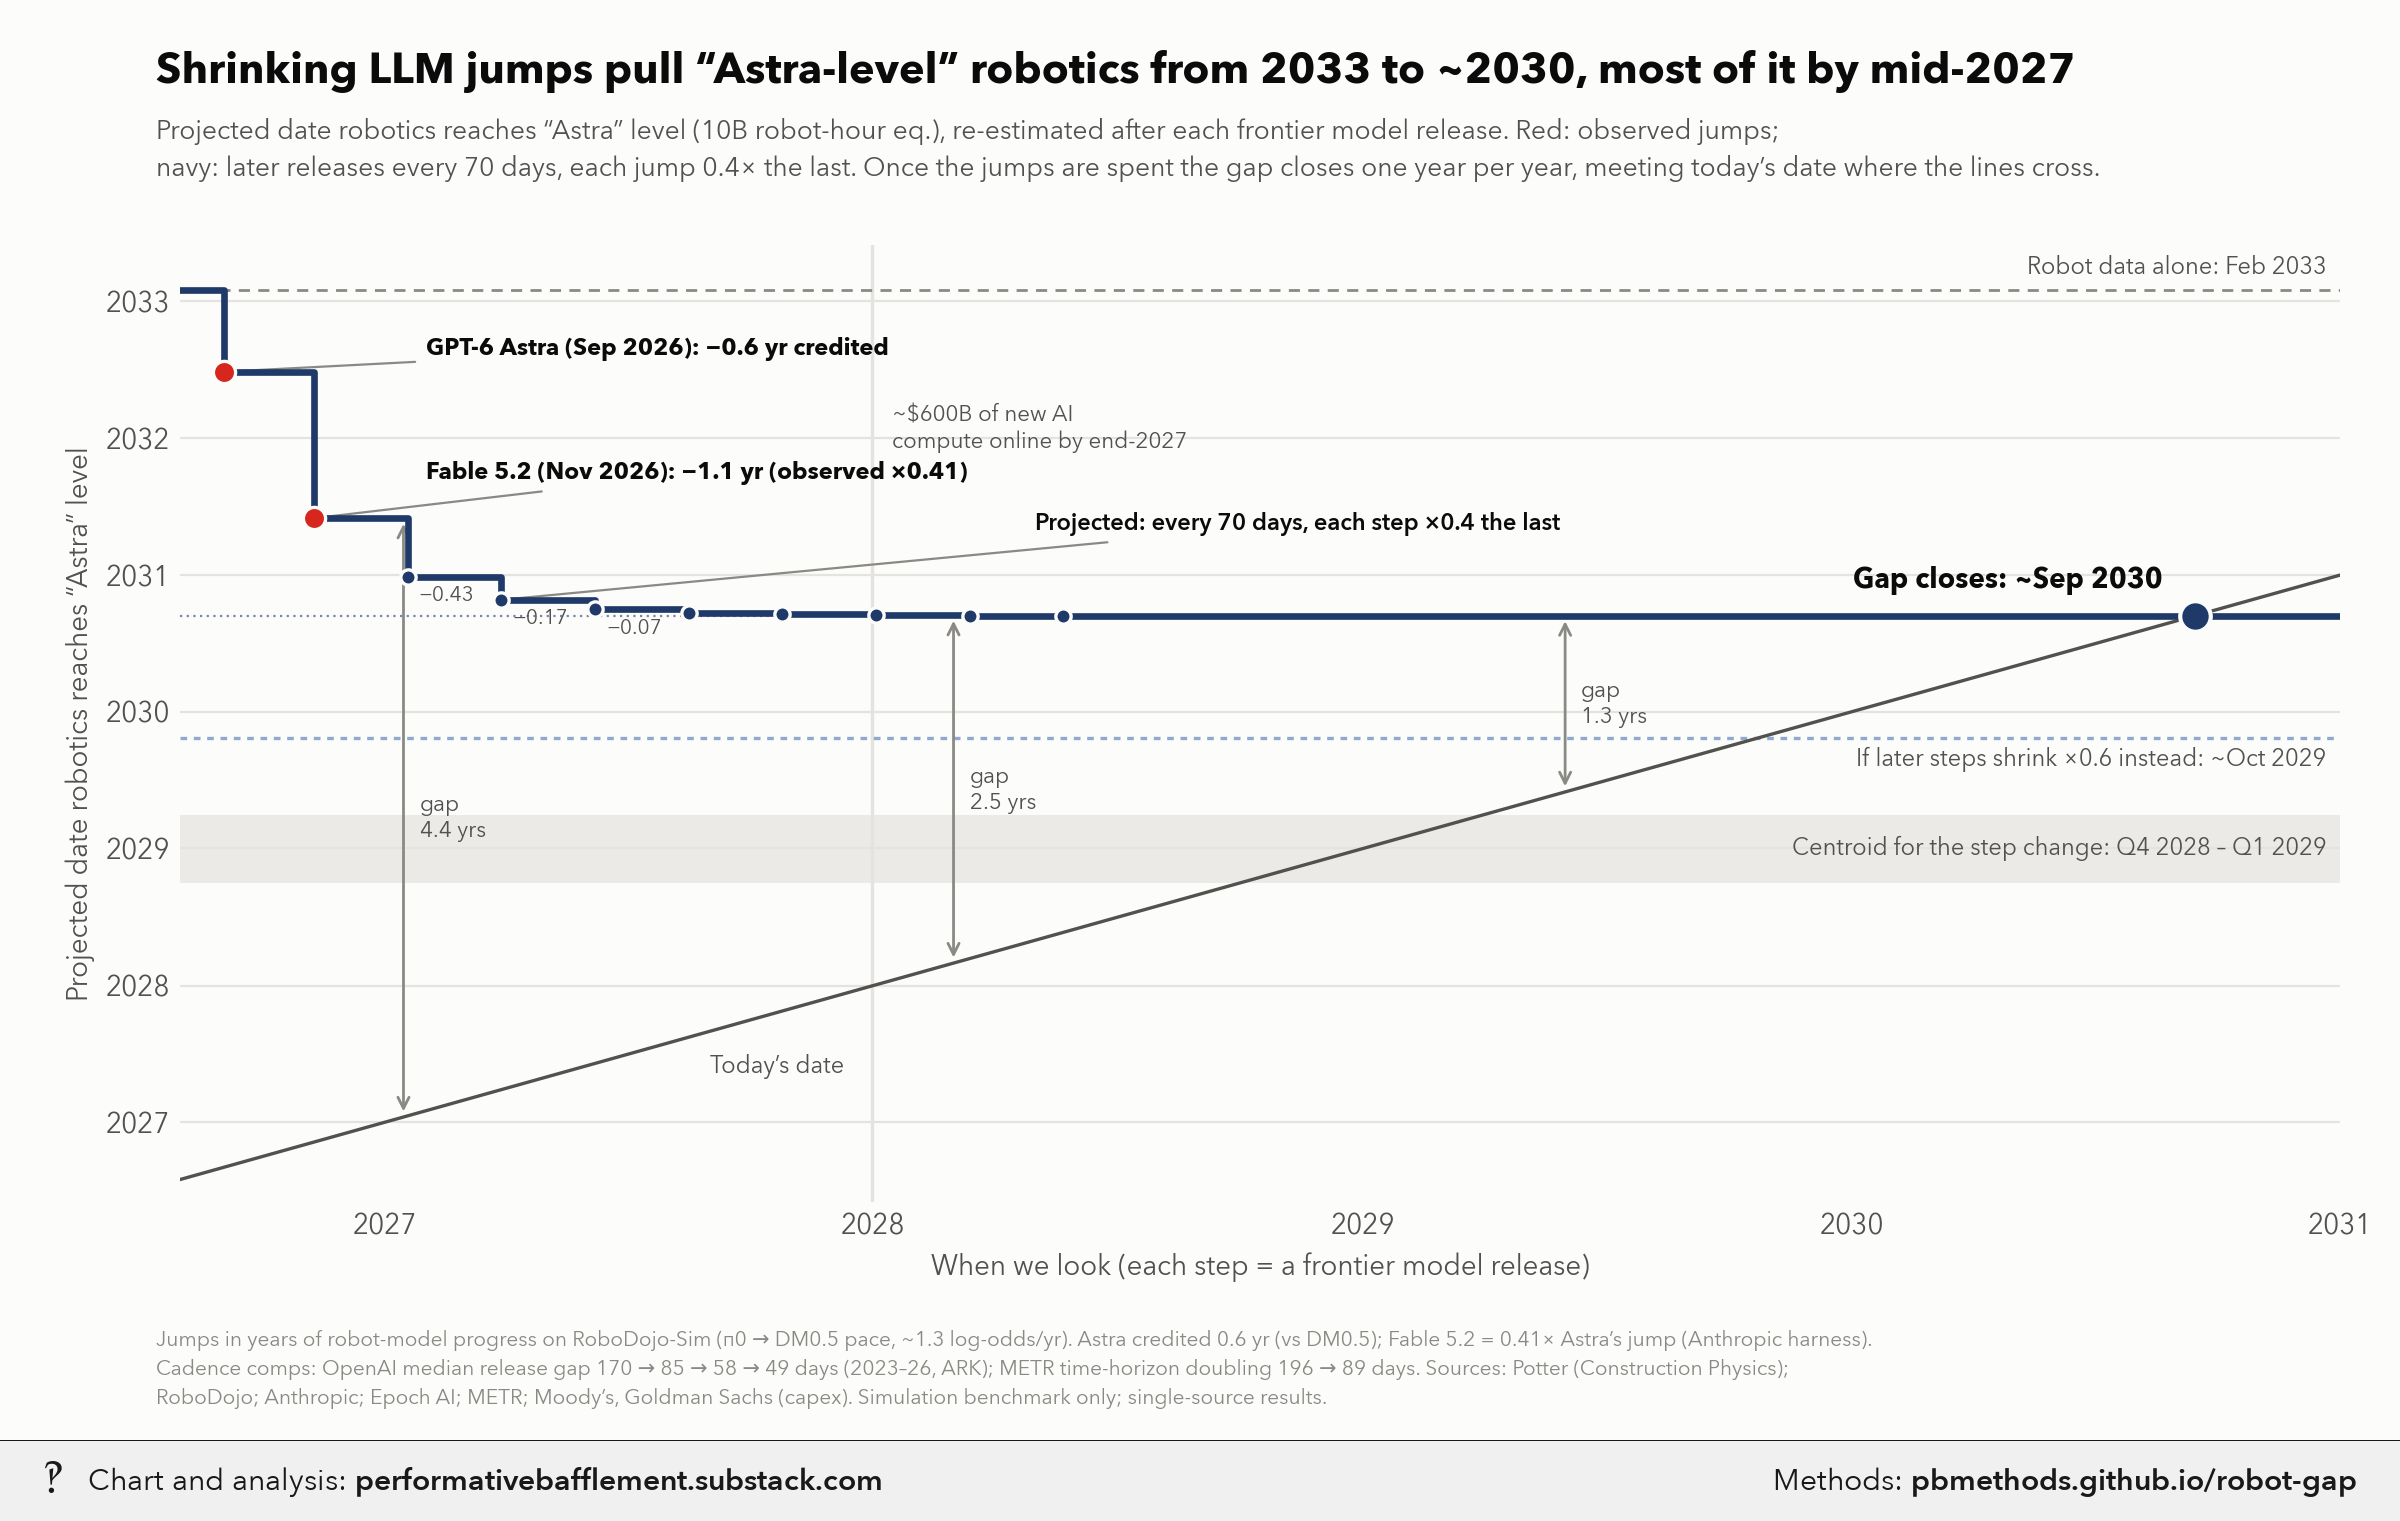 Shrinking LLM jumps pull “Astra-level” robotics from 2033 to ~2030, most of it by mid-2027
Projected date robotics reaches “Astra” level (10B robot-hour eq.), re-estimated after each frontier model release. Red: observed jumps;
navy: later releases every 70 days, each jump 0.4× the last. Once the jumps are spent the gap closes one year per year, meeting today’s date where the lines cross.
Robot data alone: Feb 2033
2033
GPT-6 Astra (Sep 2026): −0.6 yr credited
~$600B of new AI
compute online by end-2027
2032
Fable 5.2 (Nov 2026): −1.1 yr (observed ×0.41)
Projected: every 70 days, each step ×0.4 the last
Gap closes: ~Sep 2030
2031
−0.43
−0.17
−0.07
gap
1.3 yrs
2030
If later steps shrink ×0.6 instead: ~Oct 2029
gap
2.5 yrs
gap
4.4 yrs
2029
Centroid for the step change: Q4 2028 – Q1 2029
2028
Today’s date
2027
Projected date robotics reaches “Astra” level
2027
2028
2029
2030
2031
When we look (each step = a frontier model release)
Jumps in years of robot-model progress on RoboDojo-Sim (π0 → DM0.5 pace, ~1.3 log-odds/yr). Astra credited 0.6 yr (vs DM0.5); Fable 5.2 = 0.41× Astra’s jump (Anthropic harness).
Cadence comps: OpenAI median release gap 170 → 85 → 58 → 49 days (2023–26, ARK); METR time-horizon doubling 196 → 89 days. Sources: Potter (Construction Physics);
RoboDojo; Anthropic; Epoch AI; METR; Moody’s, Goldman Sachs (capex). Simulation benchmark only; single-source results.
‽ Chart and analysis: performativebafflement.substack.com
Methods: pbmethods.github.io/robot-gap